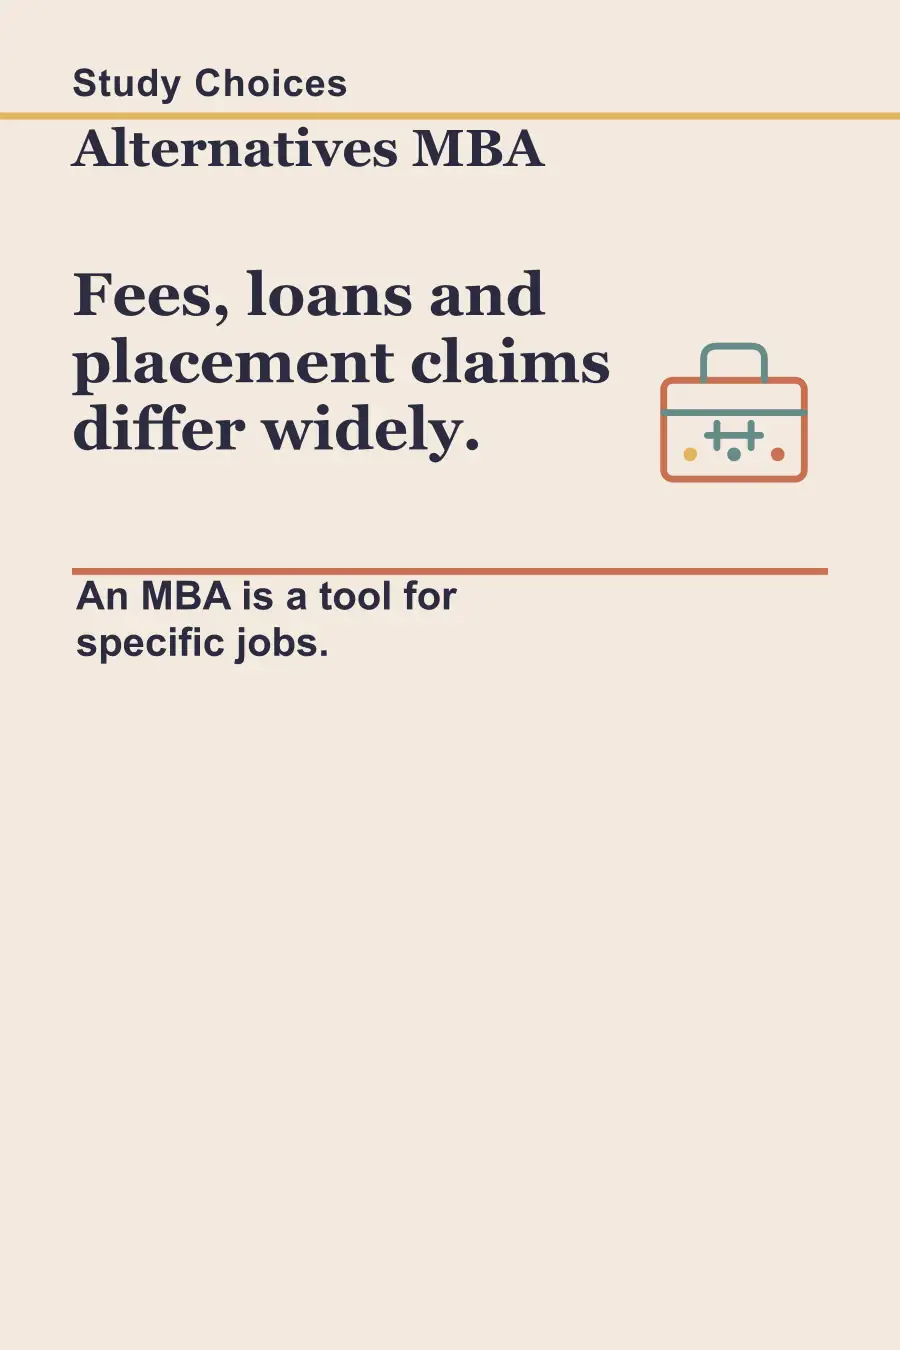 Study Choices
Alternatives MBA
Fees, loans and
placement claims
differ widely.
An MBA is a tool for
specific jobs.